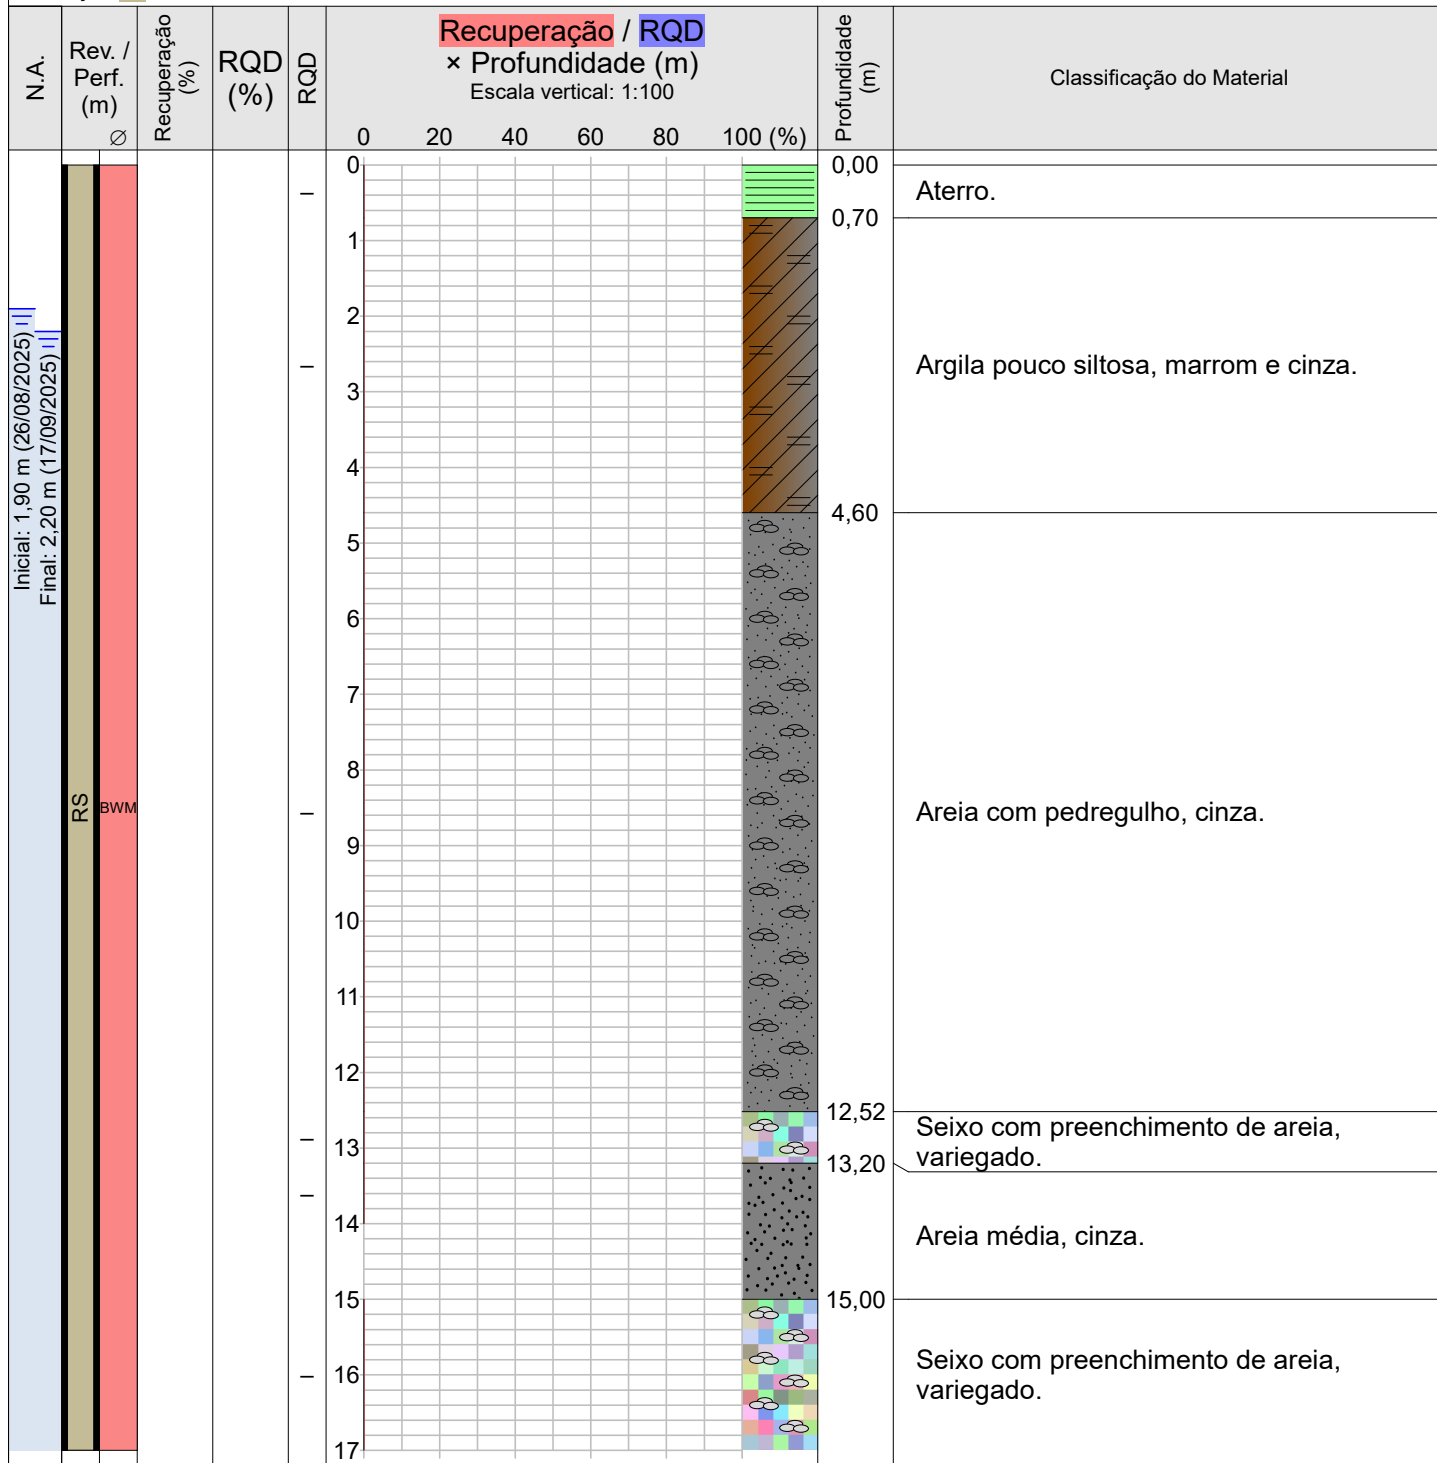 N.A.
Rev. /
Perf.
(m)
∅
Recuperação
(%)
RQD
(%)
RQD
Recuperação / RQD
× Profundidade (m)
Escala vertical: 1:100
0 20 40 60 80 100 (%)
Profundidade
(m)
Classificação do Material
Inicial: 1,90 m (26/08/2025)
Final: 2,20 m (17/09/2025)
RS
BWM
–
–
–
–
–
–
0
1
2
3
4
5
6
7
8
9
10
11
12
13
14
15
16
17
0,00
Aterro.
0,70
Argila pouco siltosa, marrom e cinza.
4,60
Areia com pedregulho, cinza.
12,52
Seixo com preenchimento de areia,
variegado.
13,20
Areia média, cinza.
15,00
Seixo com preenchimento de areia,
variegado.